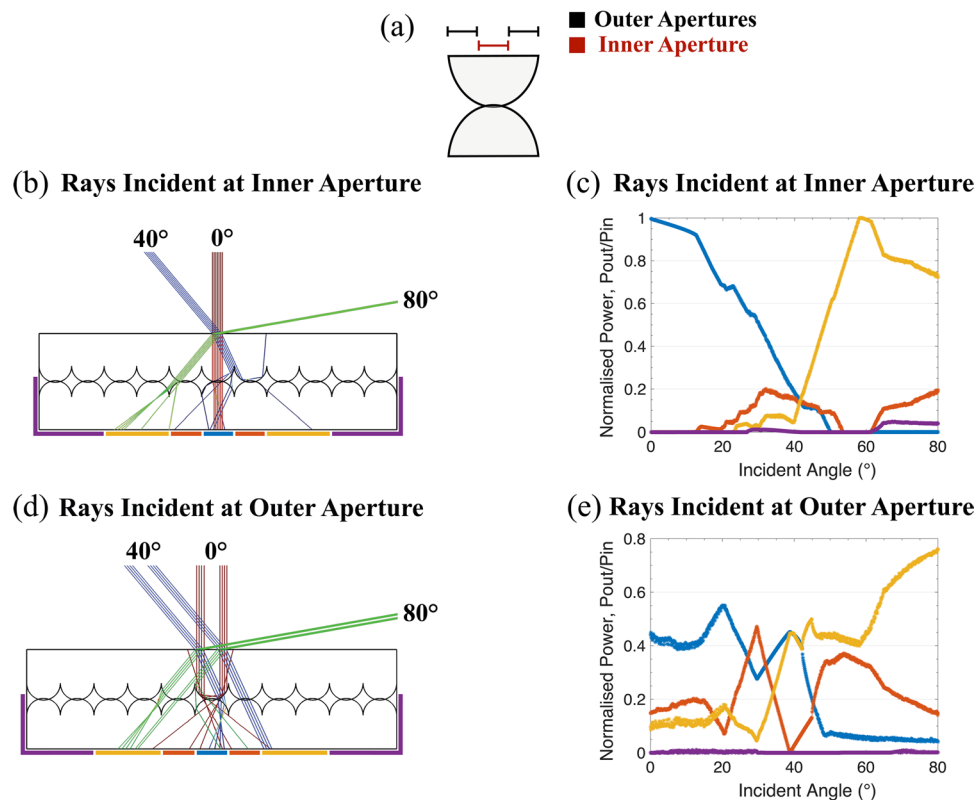 (a)
Outer Apertures
Inner Aperture
(b) Rays Incident at Inner Aperture
40° 0°
80°
(c) Rays Incident at Inner Aperture
Normalised Power, Pout/Pin
1
0.8
0.6
0.4
0.2
0
0 20 40 60 80
Incident Angle (°)
(d) Rays Incident at Outer Aperture
40° 0°
80°
(e) Rays Incident at Outer Aperture
Normalised Power, Pout/Pin
0.8
0.6
0.4
0.2
0
0 20 40 60 80
Incident Angle (°)